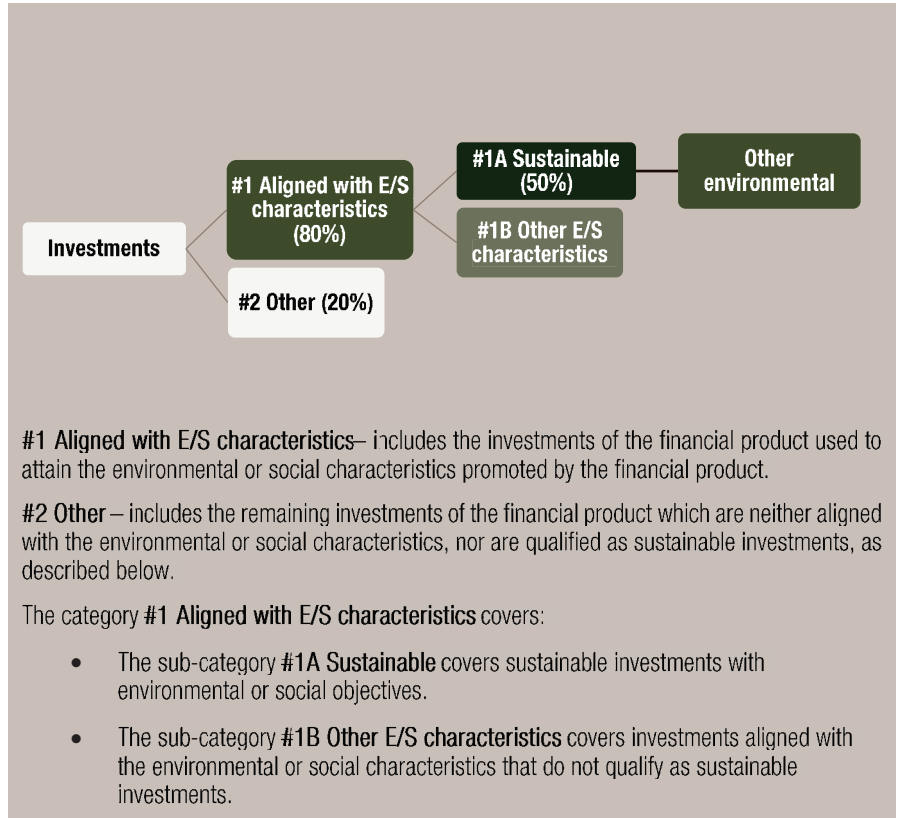 #1A Sustainable
(50%)
Other
environmental
#1 Aligned with E/S
characteristics
(80%)
#1B Other E/S
characteristics
Investments
#2 Other (20%)
#1 Aligned with E/S characteristics– includes the investments of the financial product used to
attain the environmental or social characteristics promoted by the financial product.
#2 Other – includes the remaining investments of the financial product which are neither aligned
with the environmental or social characteristics, nor are qualified as sustainable investments, as
described below.
The category #1 Aligned with E/S characteristics covers:
• The sub-category #1A Sustainable covers sustainable investments with
environmental or social objectives.
• The sub-category #1B Other E/S characteristics covers investments aligned with
the environmental or social characteristics that do not qualify as sustainable
investments.